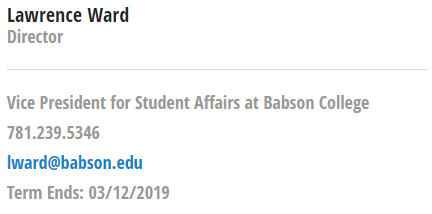 Lawrence Ward
Director
Vice President for Student Affairs at Babson College
781.239.5346
lward@babson.edu
Term Ends: 03/12/2019